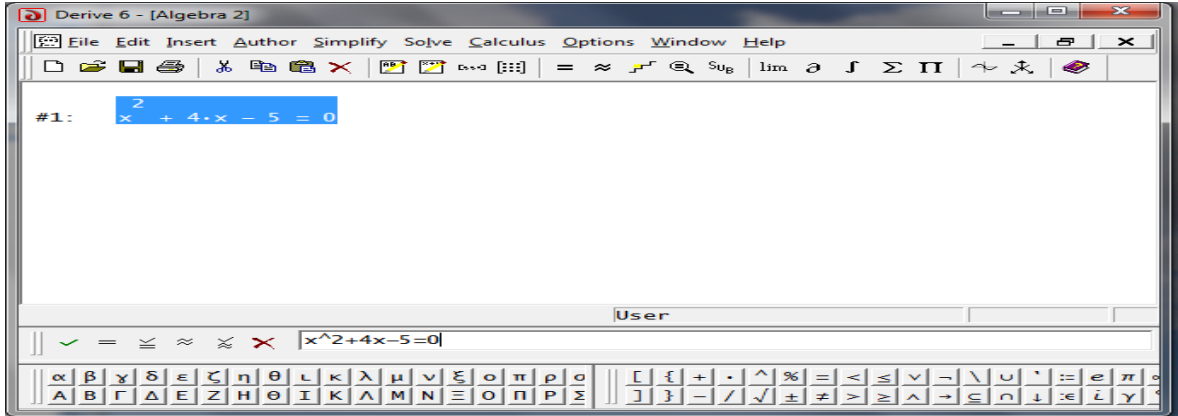 Derive 6 - [Algebra 2]
File Edit Insert Author Simplify Solve Calculus Options Window Help
= ≈ SUB lim ∂ ∫ Σ Π
2
#1: x + 4·x - 5 = 0
User
= ≈ x^2+4x-5=0
α β γ δ ε ζ η θ ι κ λ μ ν ξ ο π ρ σ [ { + · ^ % = < ≤ ∨ ¬ \ ∪ ` := e π
Α Β Γ Δ Ε Ζ Η Θ Ι Κ Λ Μ Ν Ξ Ο Π Ρ Σ ] } - / √ ± ≠ > ≥ ∧ → ⊆ ∩ ↓ :∈ i γ